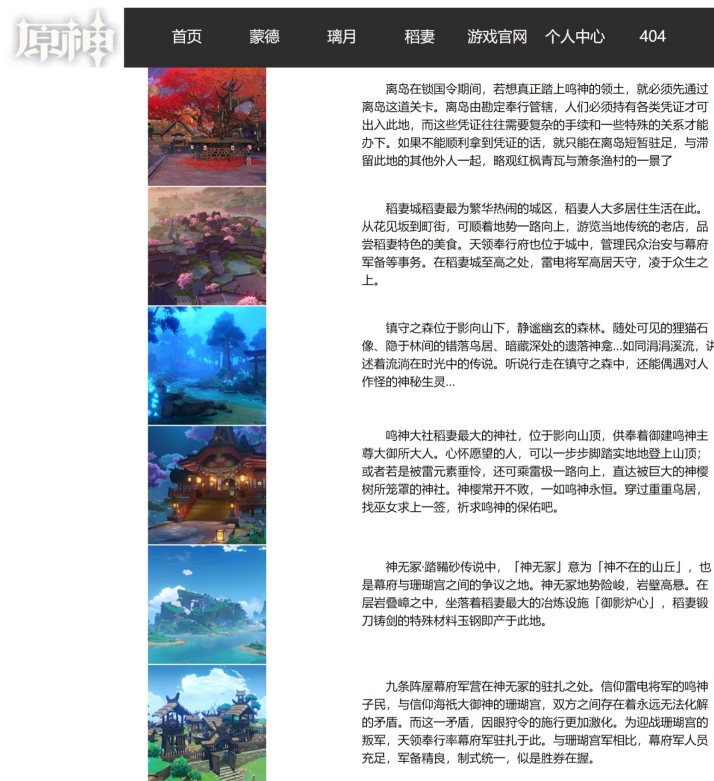 原神
首页 蒙德 璃月 稻妻 游戏官网 个人中心 404
离岛在锁国令期间，若想真正踏上鸣神的领土，就必须先通过
离岛这道关卡。离岛由勘定奉行管辖，人们必须持有各类凭证才可
出入此地，而这些凭证往往需要复杂的手续和一些特殊的关系才能
办下。如果不能顺利拿到凭证的话，就只能在离岛短暂驻足，与滞
留此地的其他外人一起，略观红枫青瓦与萧条渔村的一景了
稻妻城稻妻最为繁华热闹的城区，稻妻人大多居住生活在此。
从花见坂到町街，可顺着地势一路向上，游览当地传统的老店，品
尝稻妻特色的美食。天领奉行府也位于城中，管理民众治安与幕府
军备等事务。在稻妻城至高之处，雷电将军高居天守，凌于众生之
上。
镇守之森位于影向山下，静谧幽玄的森林。随处可见的狸猫石
像、隐于林间的错落鸟居、暗藏深处的遗落神龛...如同涓涓溪流，讲
述着流淌在时光中的传说。听说行走在镇守之森中，还能偶遇对人
作怪的神秘生灵...
鸣神大社稻妻最大的神社，位于影向山顶，供奉着御建鸣神主
尊大御所大人。心怀愿望的人，可以一步步脚踏实地地登上山顶；
或者若是被雷元素垂怜，还可乘雷极一路向上，直达被巨大的神樱
树所笼罩的神社。神樱常开不败，一如鸣神永恒。穿过重重鸟居，
找巫女求上一签，祈求鸣神的保佑吧。
神无冢·踏鞴砂传说中，「神无冢」意为「神不在的山丘」，也
是幕府与珊瑚宫之间的争议之地。神无冢地势险峻，岩壁高悬。在
层岩叠嶂之中，坐落着稻妻最大的冶炼设施「御影炉心」，稻妻锻
刀铸剑的特殊材料玉钢即产于此地。
九条阵屋幕府军营在神无冢的驻扎之处。信仰雷电将军的鸣神
子民，与信仰海祇大御神的珊瑚宫，双方之间存在着永远无法化解
的矛盾。而这一矛盾，因眼狩令的施行更加激化。为迎战珊瑚宫的
叛军，天领奉行率幕府军驻扎于此。与珊瑚宫军相比，幕府军人员
充足，军备精良，制式统一，似是胜券在握。